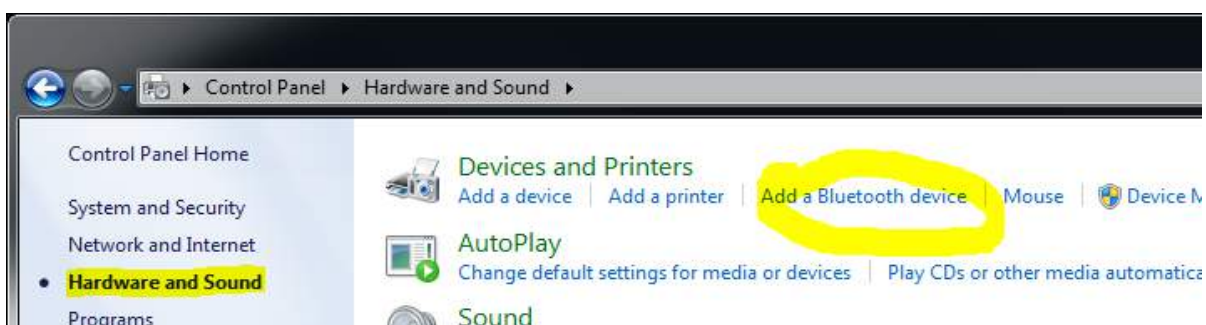 Control Panel ▸ Hardware and Sound ▸
Control Panel Home
System and Security
Network and Internet
• Hardware and Sound
Programs
Devices and Printers
Add a device | Add a printer | Add a Bluetooth device | Mouse | Device M
AutoPlay
Change default settings for media or devices | Play CDs or other media automatica
Sound